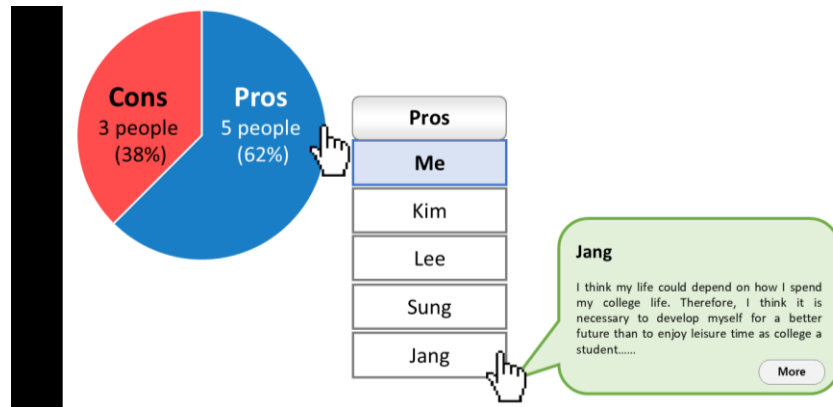 Cons
3 people
(38%)
Pros
5 people
(62%)
Pros
Me
Kim
Lee
Sung
Jang
Jang
I think my life could depend on how I spend
my college life. Therefore, I think it is
necessary to develop myself for a better
future than to enjoy leisure time as college a
student......
More